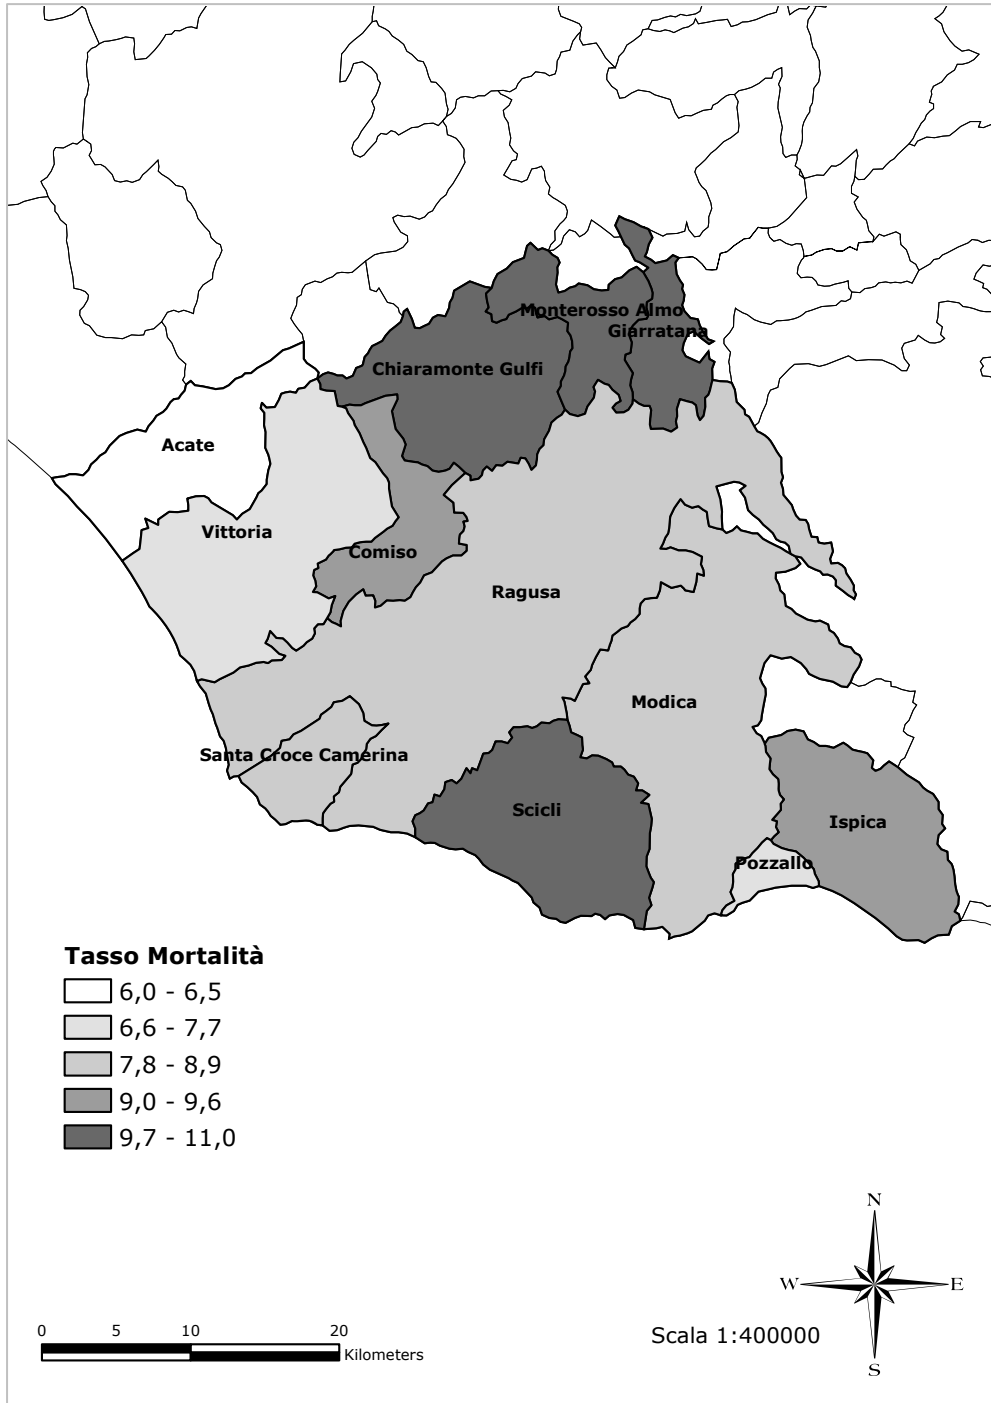 Monterosso Almo
Giarratana
Chiaramonte Gulfi
Acate
Vittoria
Comiso
Ragusa
Modica
Santa Croce Camerina
Scicli
Ispica
Pozzallo
Tasso Mortalità
6,0 - 6,5
6,6 - 7,7
7,8 - 8,9
9,0 - 9,6
9,7 - 11,0
N
W E
S
0 5 10 20
Kilometers
Scala 1:400000